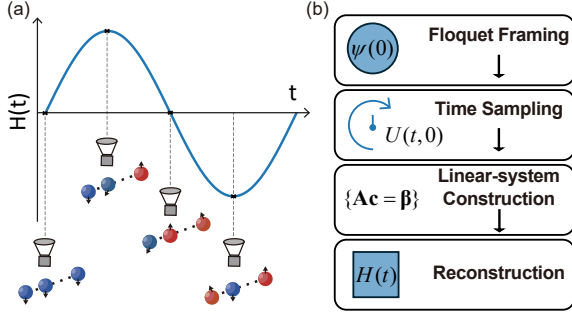 (a)
H(t)
t
(b)
ψ(0)
Floquet Framing
U(t,0)
Time Sampling
{Ac = β}
Linear-system
Construction
H(t)
Reconstruction